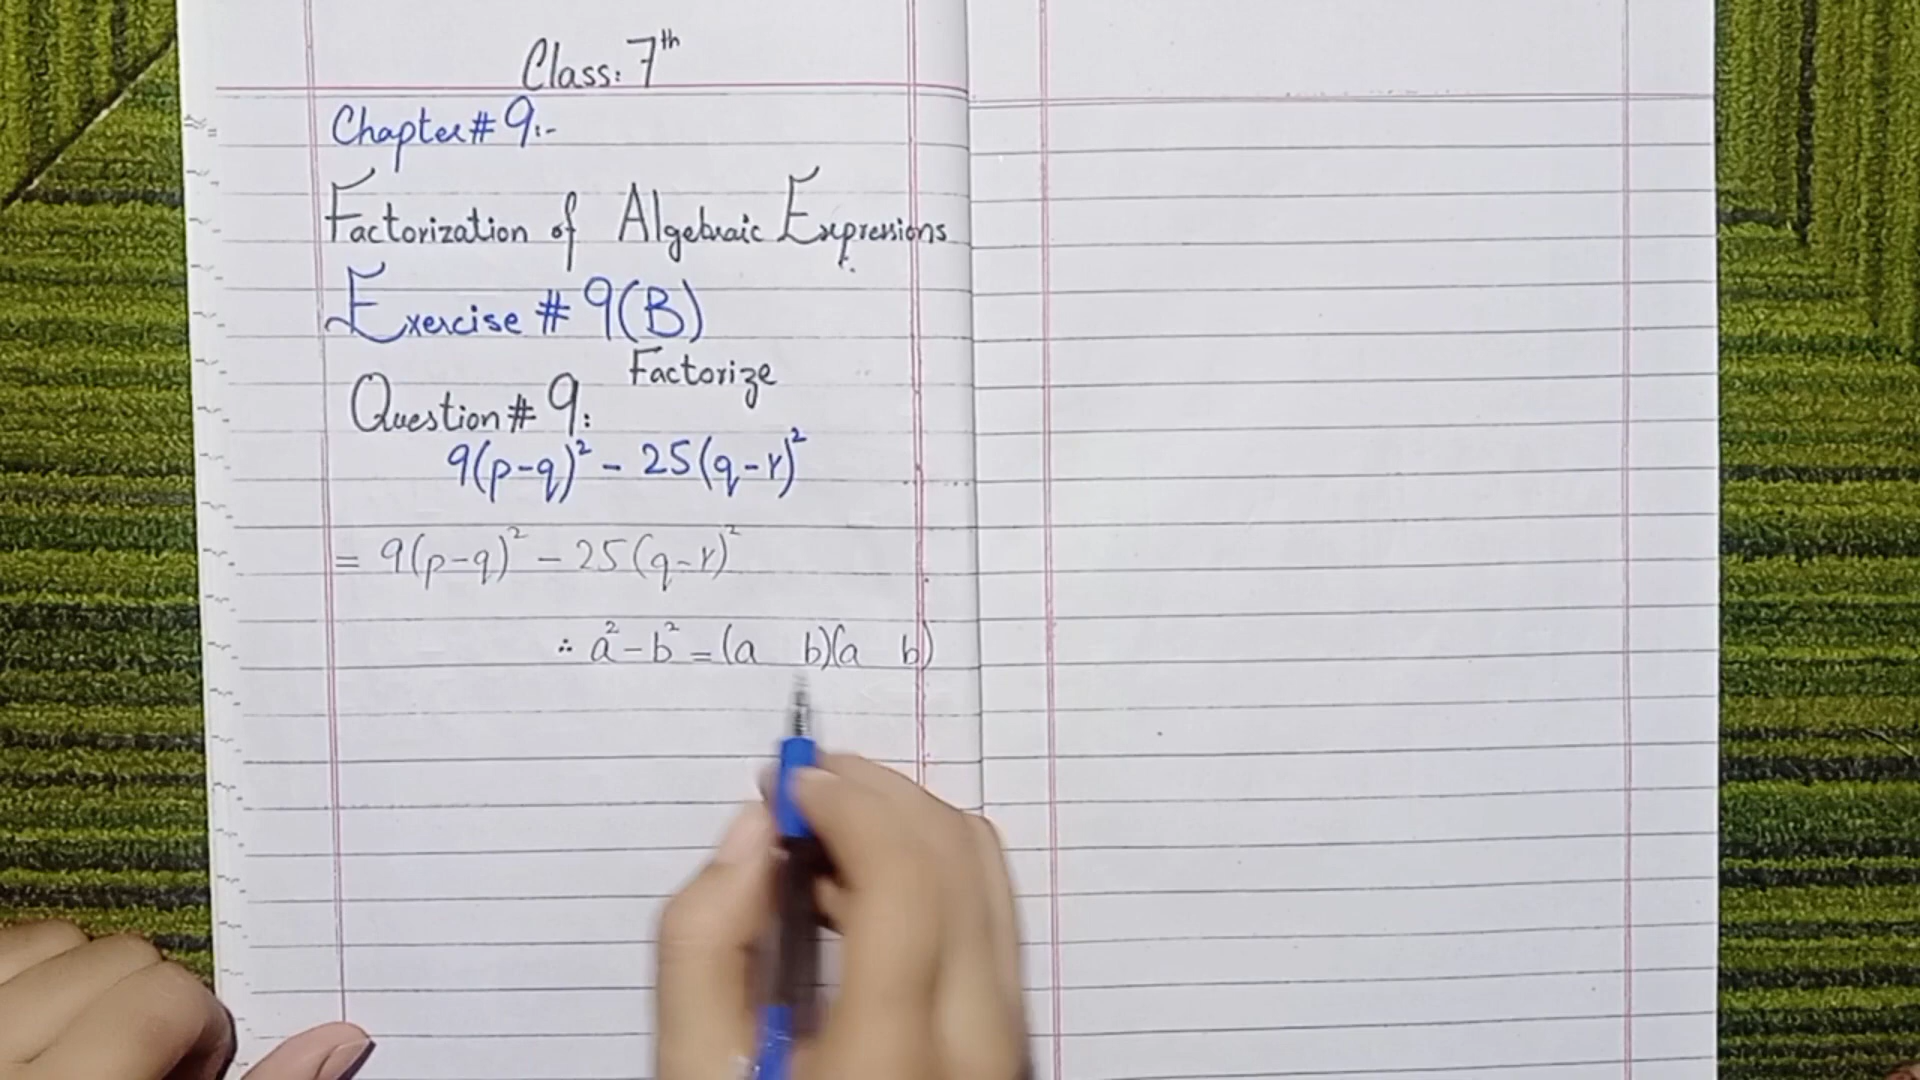 Class: 7th
Chapter # 9:-
Factorization of Algebraic Expressions
Exercise # 9(B)
Factorize
Question # 9:
9(p-q)² - 25(q-r)²
= 9(p-q)² - 25(q-r)²
∴ a² - b² = (a b)(a b)